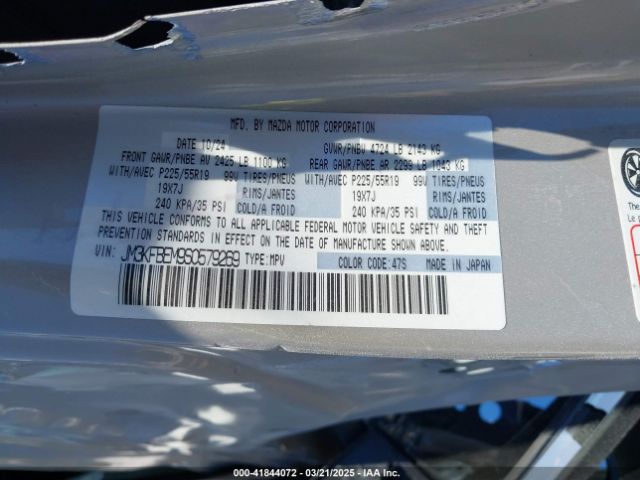 MFD. BY MAZDA MOTOR CORPORATION
DATE 10/24 GVWR/PNBV 4724 LB 2143 KG
FRONT GAWR/PNBE AV 2425 LB 1100 KG REAR GAWR/PNBE AR 2299 LB 1043 KG
WITH/AVEC P225/55R19 99V TIRES/PNEUS WITH/AVEC P225/55R19 99V TIRES/PNEUS
19X7J RIMS/JANTES 19X7J RIMS/JANTES
240 KPA/35 PSI COLD/A FROID 240 KPA/35 PSI COLD/A FROID
THIS VEHICLE CONFORMS TO ALL APPLICABLE FEDERAL MOTOR VEHICLE SAFETY AND THEFT
PREVENTION STANDARDS IN EFFECT ON THE DATE OF MANUFACTURE SHOWN ABOVE.
VIN: JM3KFBEM9S0579269 TYPE:MPV COLOR CODE:47S MADE IN JAPAN
The
Le p
00-41844072 — 03/21/2025 — IAA Inc.